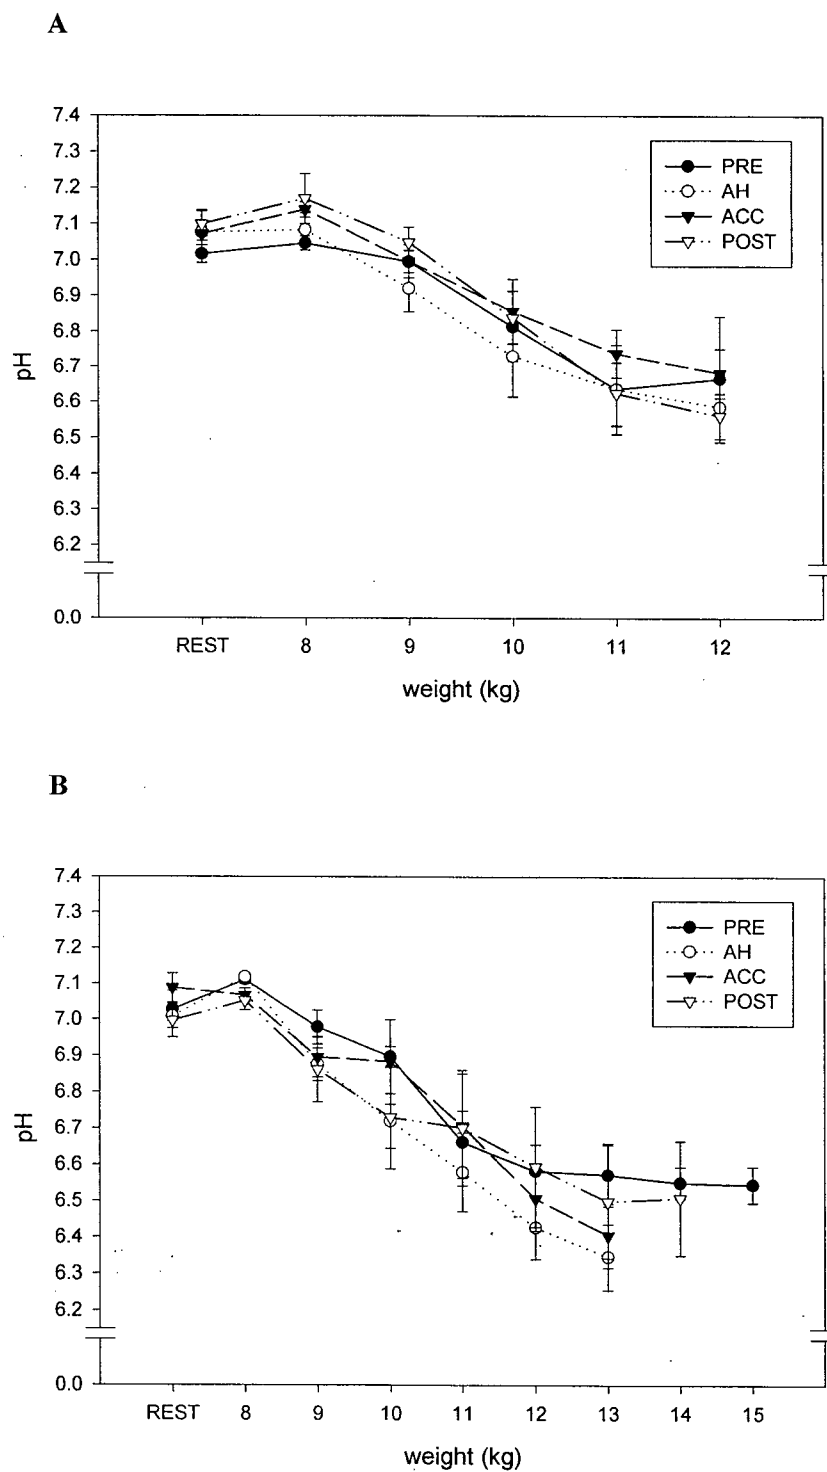 A
7.4
7.3
7.2
7.1
7.0
6.9
6.8
6.7
6.6
6.5
6.4
6.3
6.2
0.0
pH
PRE
AH
ACC
POST
REST 8 9 10 11 12
weight (kg)
B
7.4
7.3
7.2
7.1
7.0
6.9
6.8
6.7
6.6
6.5
6.4
6.3
6.2
0.0
pH
PRE
AH
ACC
POST
REST 8 9 10 11 12 13 14 15
weight (kg)